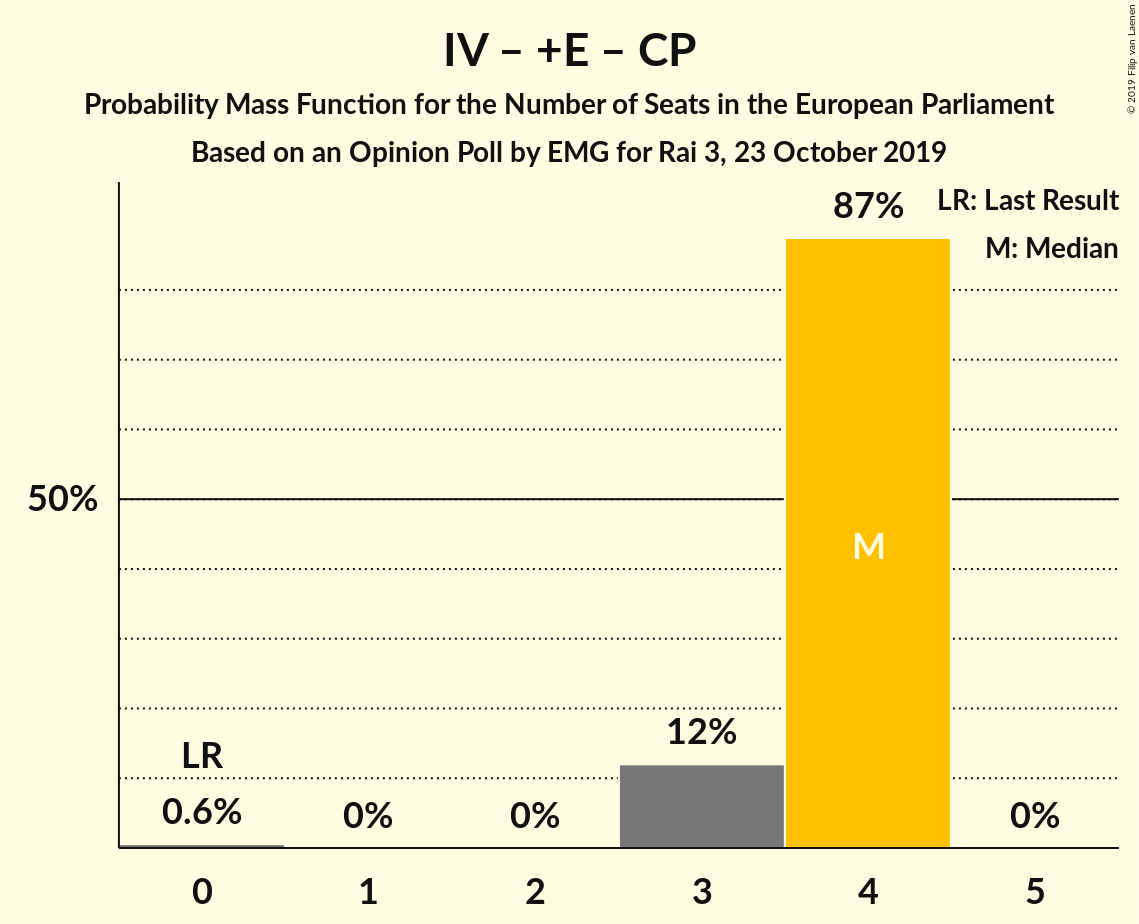 IV – +E – CP
Probability Mass Function for the Number of Seats in the European Parliament
Based on an Opinion Poll by EMG for Rai 3, 23 October 2019
© 2019 Filip van Laenen
LR: Last Result
M: Median
87%
50%
M
12%
LR
0.6%
0%
0%
0%
0
1
2
3
4
5